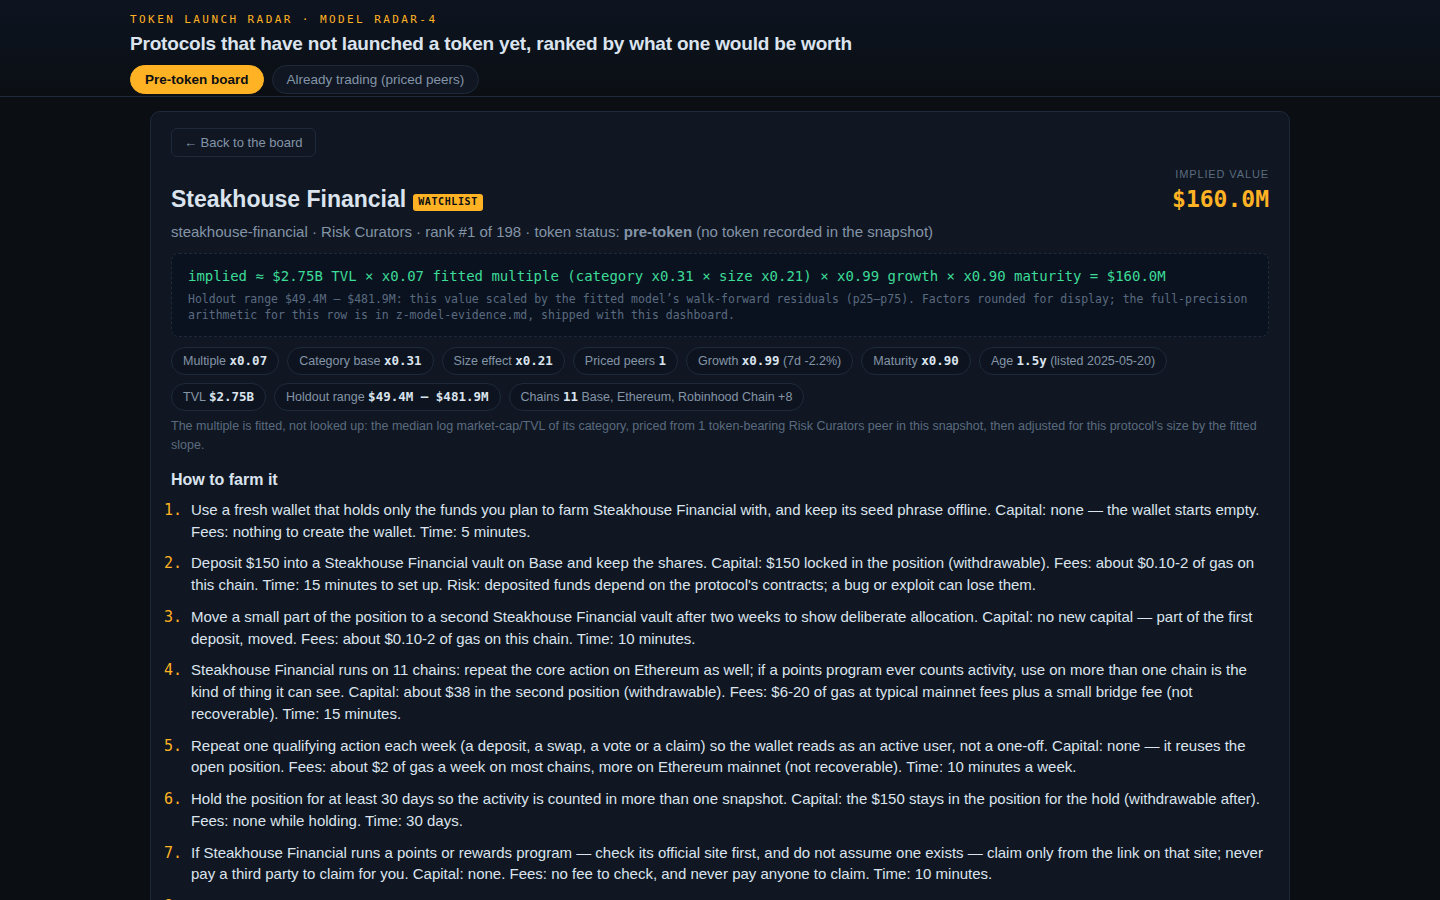 TOKEN LAUNCH RADAR · MODEL RADAR-4
Protocols that have not launched a token yet, ranked by what one would be worth
Pre-token board
Already trading (priced peers)
← Back to the board
IMPLIED VALUE
Steakhouse Financial WATCHLIST
$160.0M
steakhouse-financial · Risk Curators · rank #1 of 198 · token status: pre-token (no token recorded in the snapshot)
implied ≈ $2.75B TVL × x0.07 fitted multiple (category x0.31 × size x0.21) × x0.99 growth × x0.90 maturity = $160.0M
Holdout range $49.4M – $481.9M: this value scaled by the fitted model’s walk-forward residuals (p25–p75). Factors rounded for display; the full-precision
arithmetic for this row is in z-model-evidence.md, shipped with this dashboard.
Multiple x0.07
Category base x0.31
Size effect x0.21
Priced peers 1
Growth x0.99 (7d -2.2%)
Maturity x0.90
Age 1.5y (listed 2025-05-20)
TVL $2.75B
Holdout range $49.4M – $481.9M
Chains 11 Base, Ethereum, Robinhood Chain +8
The multiple is fitted, not looked up: the median log market-cap/TVL of its category, priced from 1 token-bearing Risk Curators peer in this snapshot, then adjusted for this protocol’s size by the fitted
slope.
How to farm it
1. Use a fresh wallet that holds only the funds you plan to farm Steakhouse Financial with, and keep its seed phrase offline. Capital: none — the wallet starts empty.
Fees: nothing to create the wallet. Time: 5 minutes.
2. Deposit $150 into a Steakhouse Financial vault on Base and keep the shares. Capital: $150 locked in the position (withdrawable). Fees: about $0.10-2 of gas on
this chain. Time: 15 minutes to set up. Risk: deposited funds depend on the protocol's contracts; a bug or exploit can lose them.
3. Move a small part of the position to a second Steakhouse Financial vault after two weeks to show deliberate allocation. Capital: no new capital — part of the first
deposit, moved. Fees: about $0.10-2 of gas on this chain. Time: 10 minutes.
4. Steakhouse Financial runs on 11 chains: repeat the core action on Ethereum as well; if a points program ever counts activity, use on more than one chain is the
kind of thing it can see. Capital: about $38 in the second position (withdrawable). Fees: $6-20 of gas at typical mainnet fees plus a small bridge fee (not
recoverable). Time: 15 minutes.
5. Repeat one qualifying action each week (a deposit, a swap, a vote or a claim) so the wallet reads as an active user, not a one-off. Capital: none — it reuses the
open position. Fees: about $2 of gas a week on most chains, more on Ethereum mainnet (not recoverable). Time: 10 minutes a week.
6. Hold the position for at least 30 days so the activity is counted in more than one snapshot. Capital: the $150 stays in the position for the hold (withdrawable after).
Fees: none while holding. Time: 30 days.
7. If Steakhouse Financial runs a points or rewards program — check its official site first, and do not assume one exists — claim only from the link on that site; never
pay a third party to claim for you. Capital: none. Fees: no fee to check, and never pay anyone to claim. Time: 10 minutes.